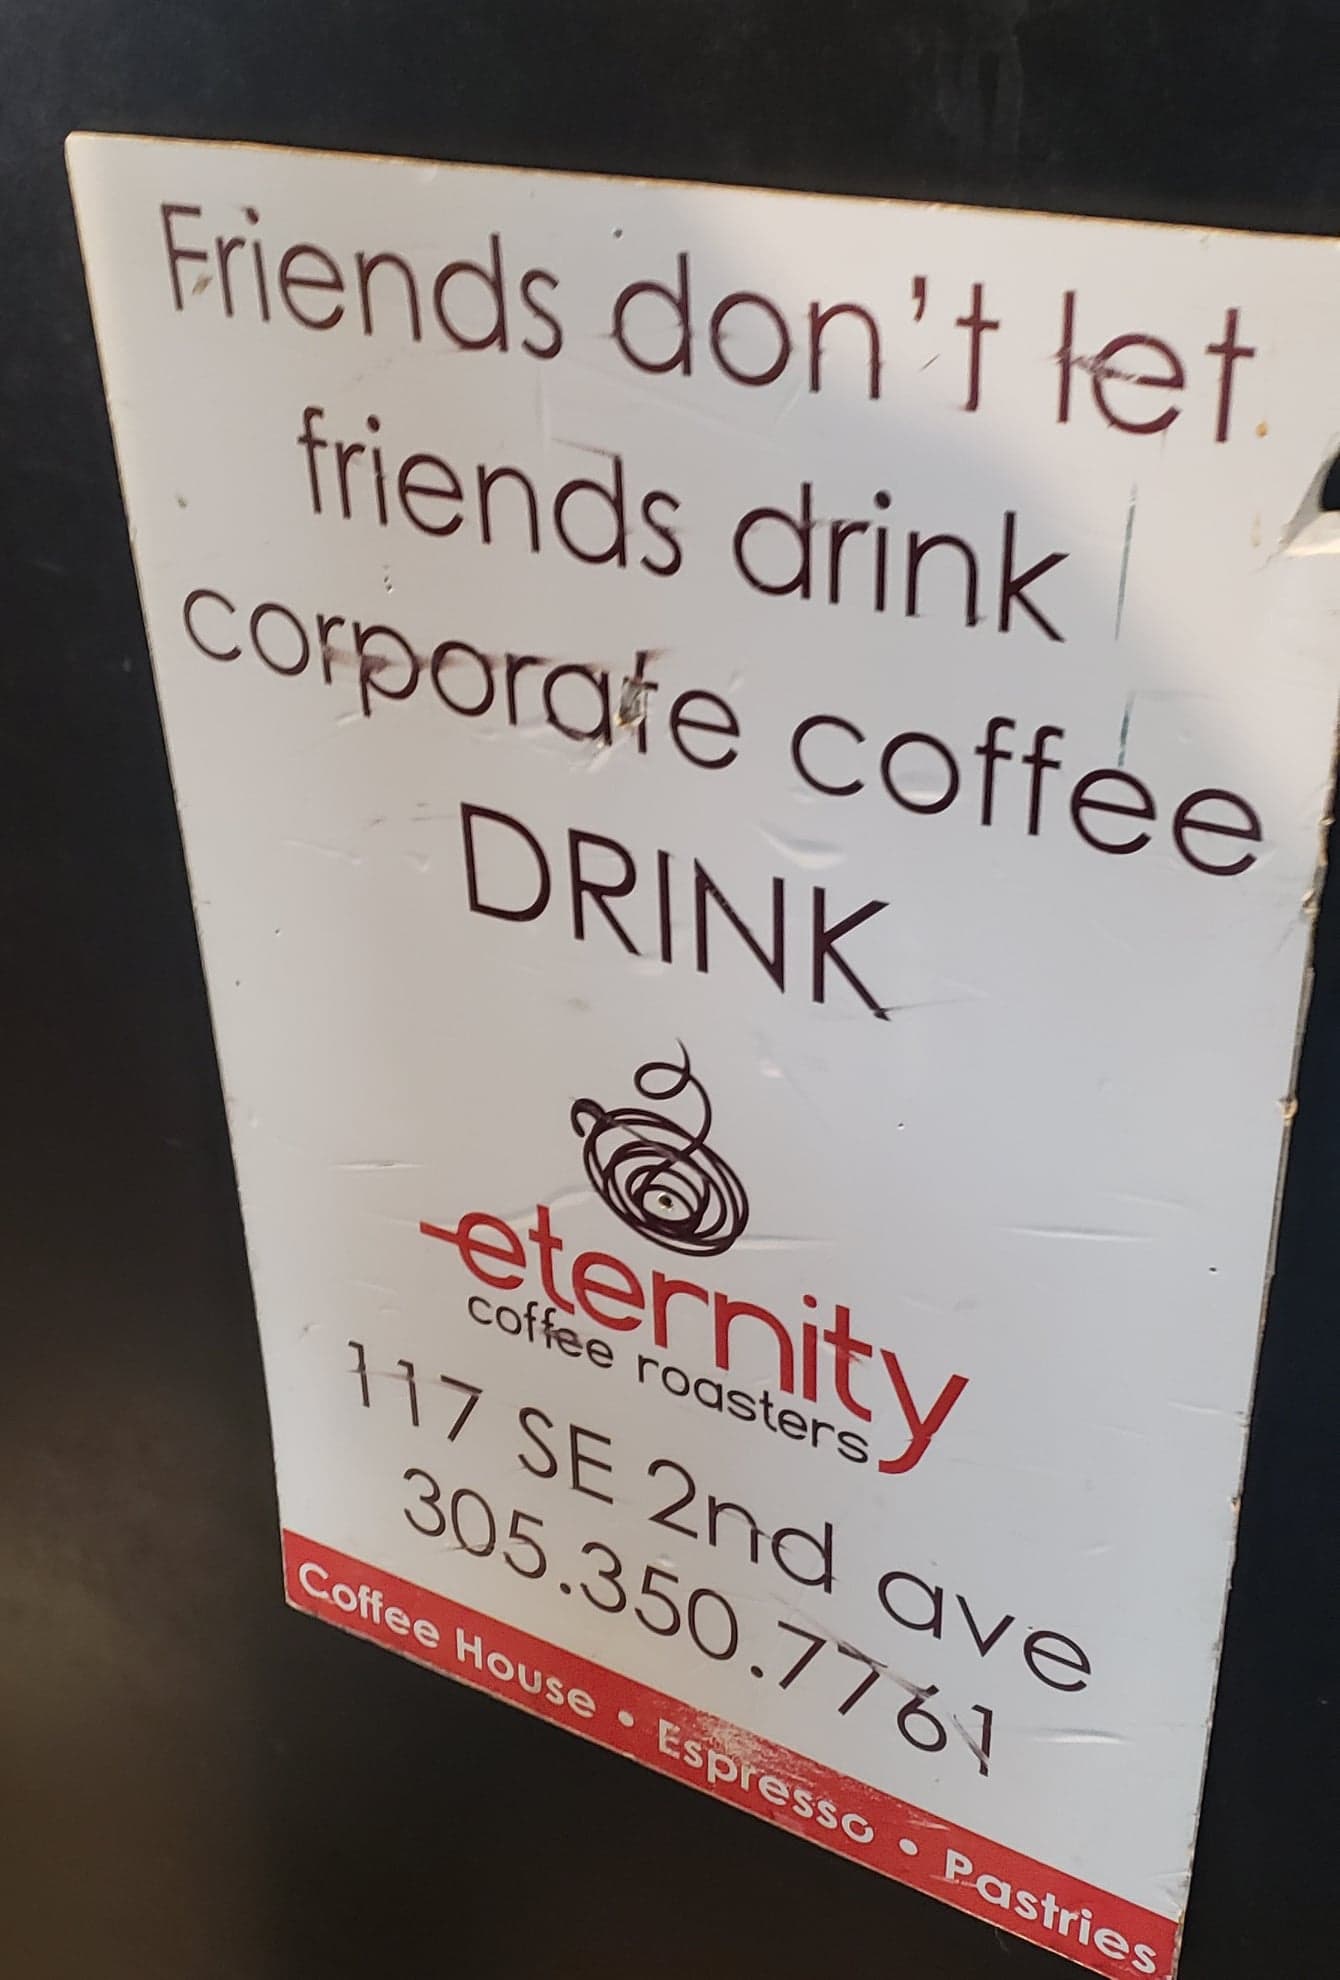 Friends don't let
friends drink
corporate coffee
DRINK
eternity
coffee roasters
117 SE 2nd ave
305.350.7761
Coffee House • Espresso • Pastries